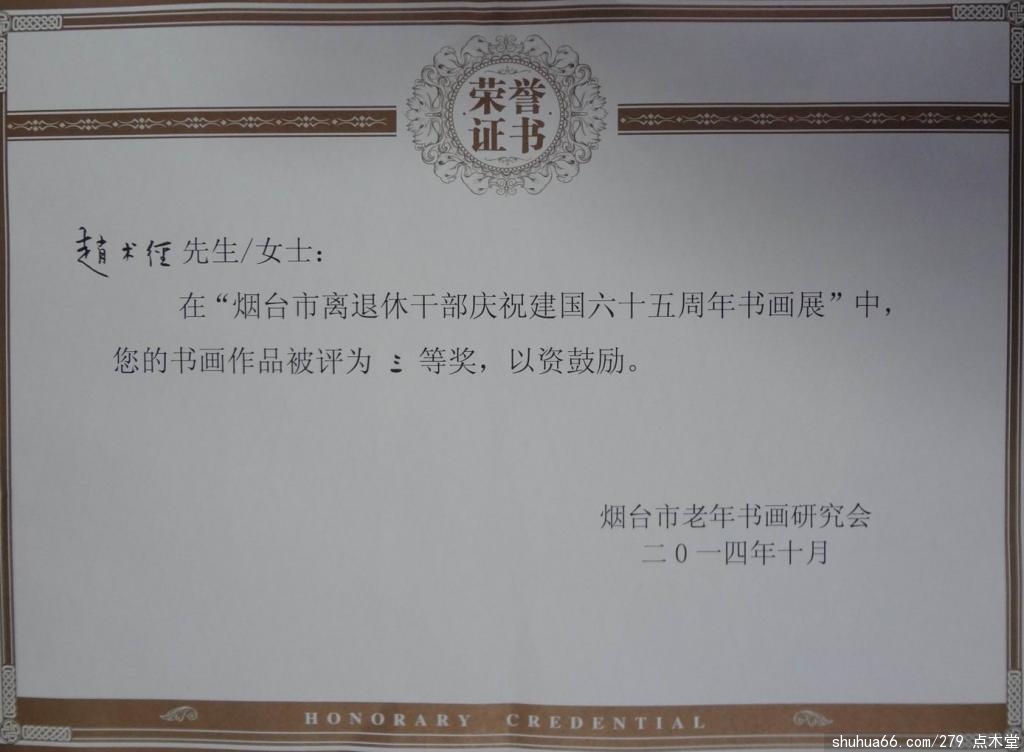 荣誉
证书
趙术经 先生/女士：
在“烟台市离退休干部庆祝建国六十五周年书画展”中，
您的书画作品被评为 三 等奖，以资鼓励。
烟台市老年书画研究会
二0一四年十月
HONORARY CREDENTIAL
shuhua66.com/279 点木堂